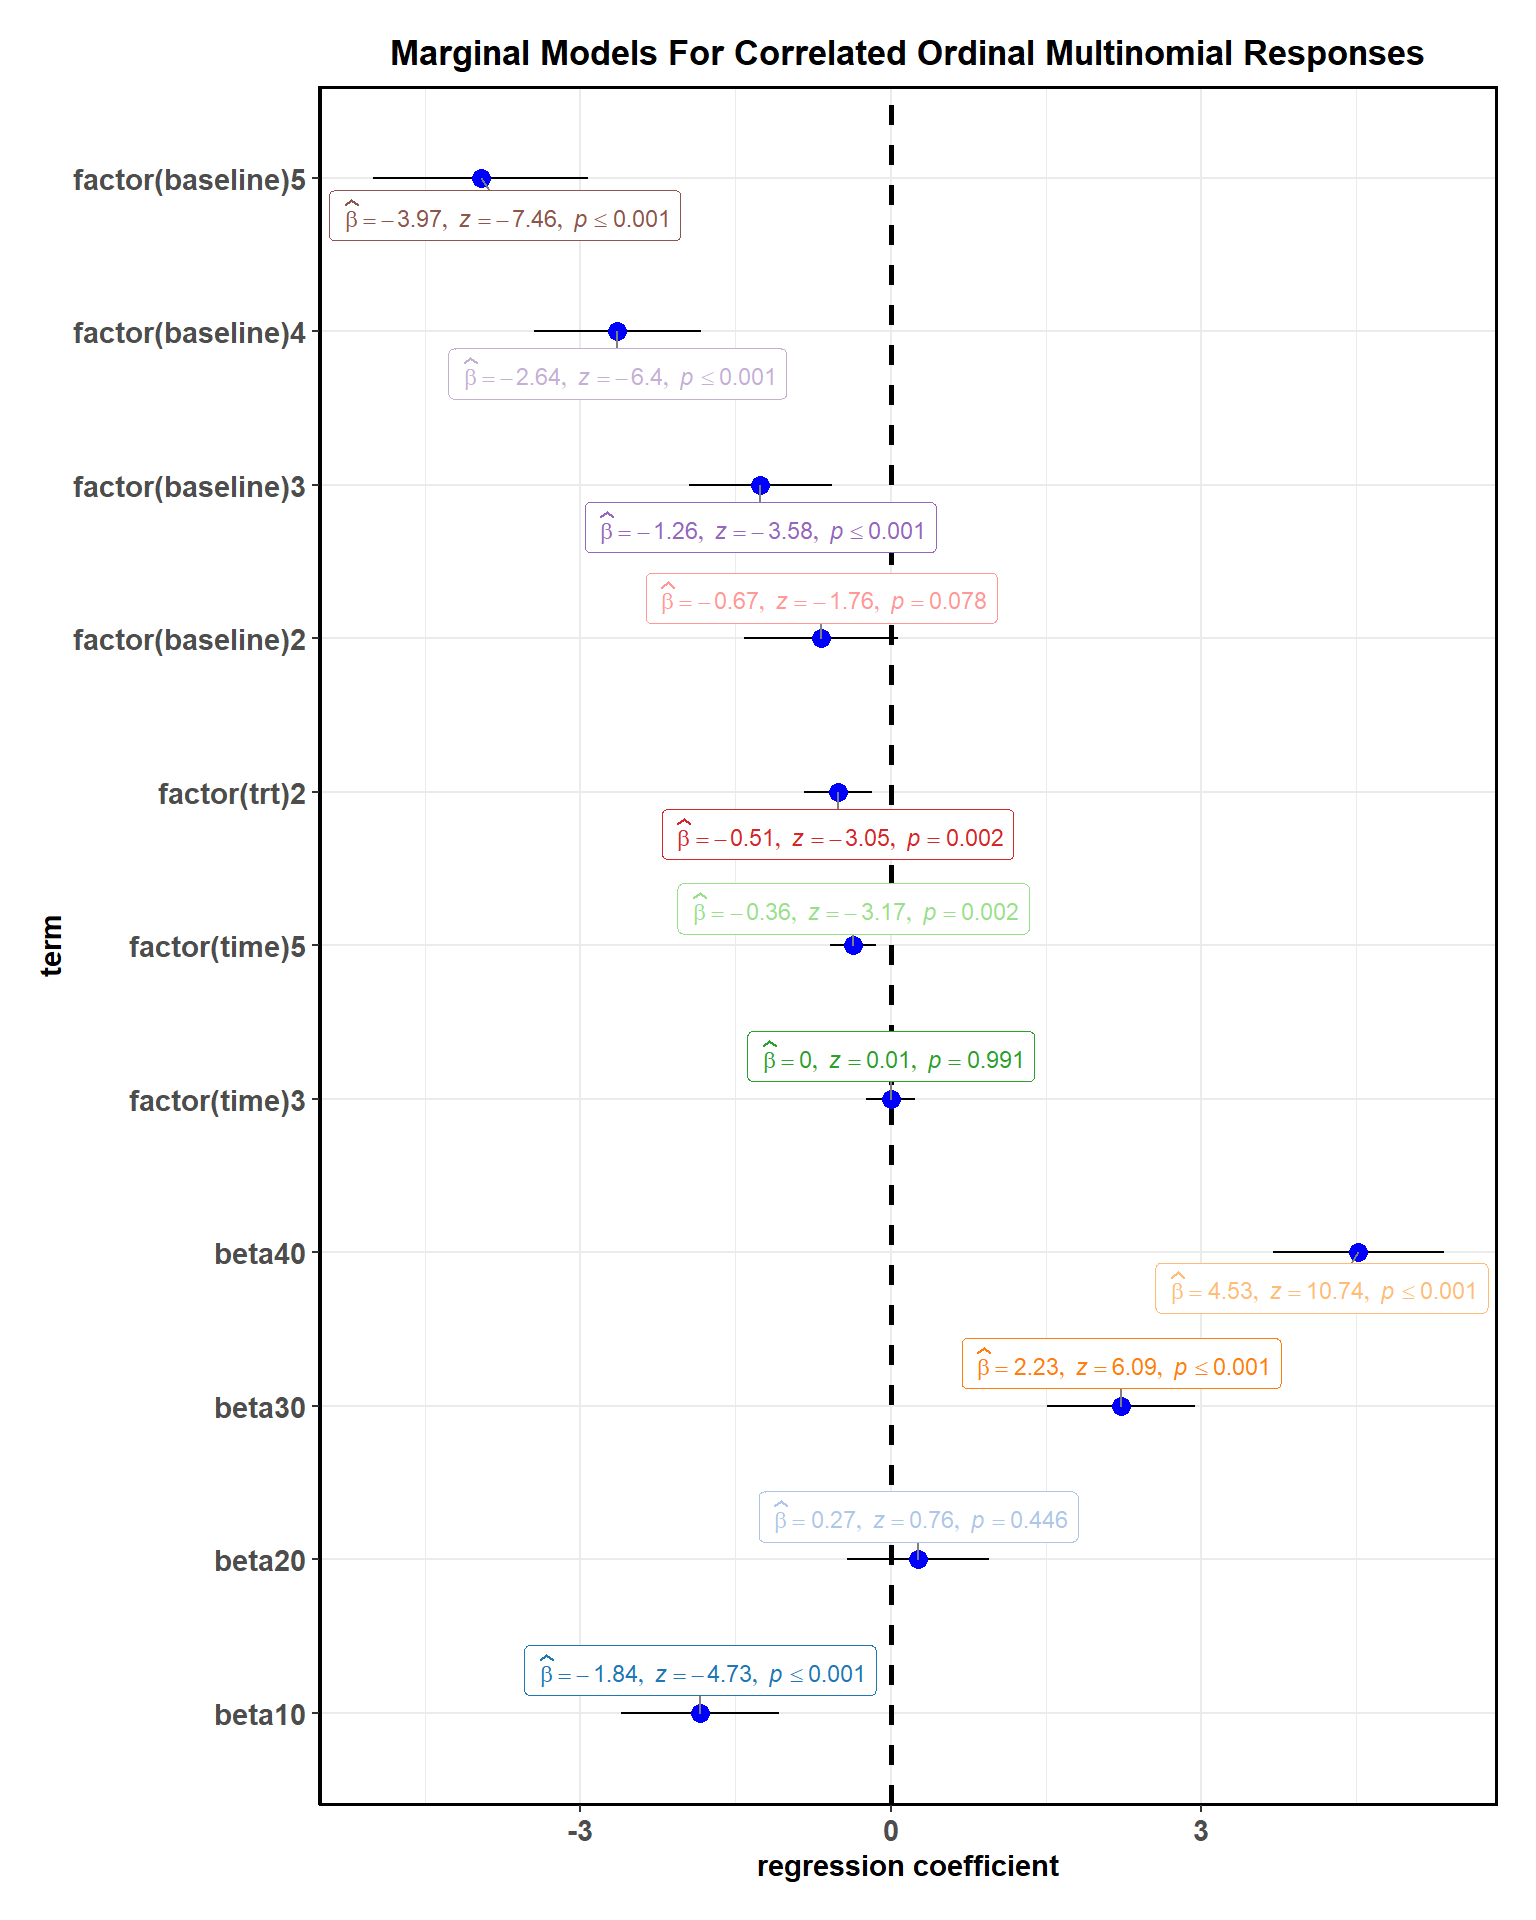 Marginal Models For Correlated Ordinal Multinomial Responses
factor(baseline)5
β̂ = −3.97, z = −7.46, p ≤ 0.001
factor(baseline)4
β̂ = −2.64, z = −6.4, p ≤ 0.001
factor(baseline)3
β̂ = −1.26, z = −3.58, p ≤ 0.001
β̂ = −0.67, z = −1.76, p = 0.078
factor(baseline)2
factor(trt)2
β̂ = −0.51, z = −3.05, p = 0.002
β̂ = −0.36, z = −3.17, p = 0.002
factor(time)5
term
β̂ = 0, z = 0.01, p = 0.991
factor(time)3
beta40
β̂ = 4.53, z = 10.74, p ≤ 0.001
β̂ = 2.23, z = 6.09, p ≤ 0.001
beta30
β̂ = 0.27, z = 0.76, p = 0.446
beta20
β̂ = −1.84, z = −4.73, p ≤ 0.001
beta10
-3 0 3
regression coefficient